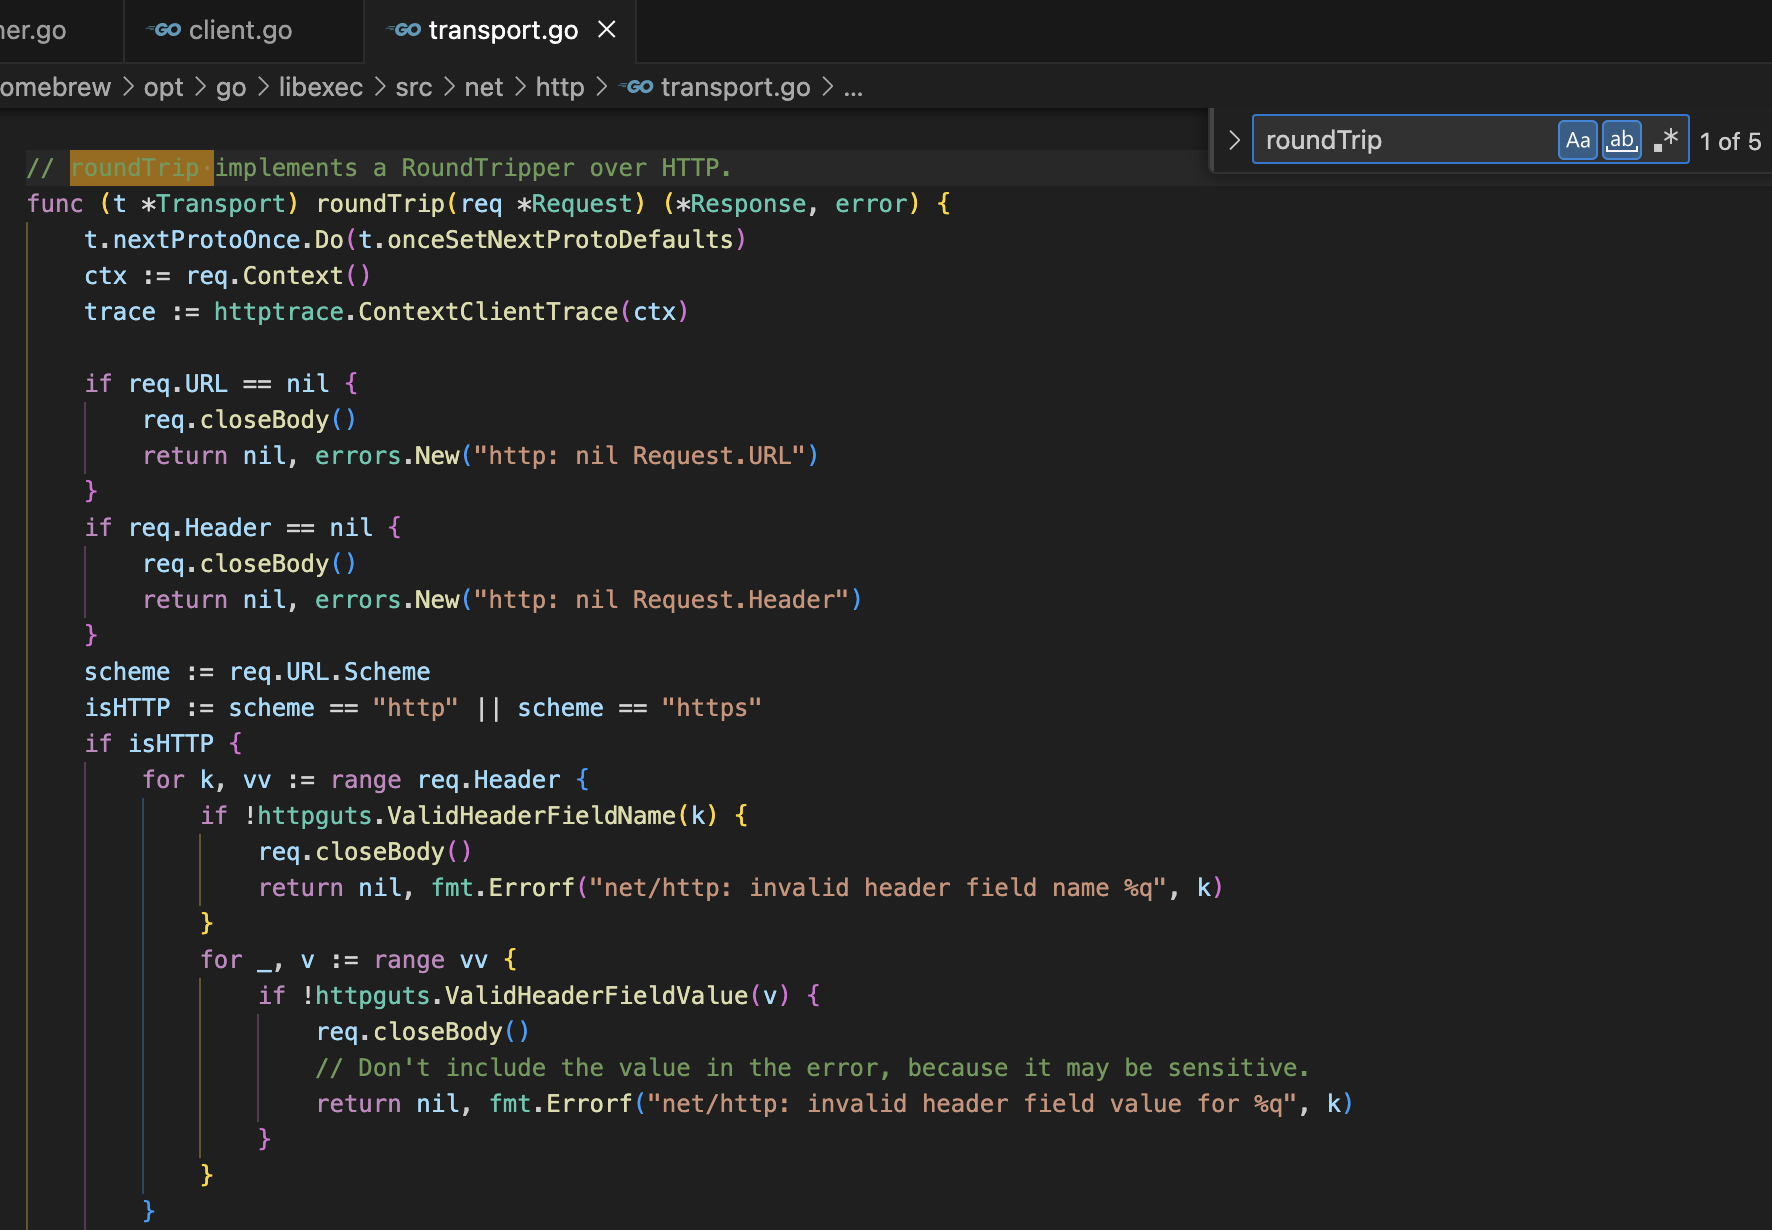 ner.go GO client.go GO transport.go
omebrew > opt > go > libexec > src > net > http > GO transport.go > ...
roundTrip Aa ab .* 1 of 5
// roundTrip implements a RoundTripper over HTTP.
func (t *Transport) roundTrip(req *Request) (*Response, error) {
t.nextProtoOnce.Do(t.onceSetNextProtoDefaults)
ctx := req.Context()
trace := httptrace.ContextClientTrace(ctx)
if req.URL == nil {
req.closeBody()
return nil, errors.New("http: nil Request.URL")
}
if req.Header == nil {
req.closeBody()
return nil, errors.New("http: nil Request.Header")
}
scheme := req.URL.Scheme
isHTTP := scheme == "http" || scheme == "https"
if isHTTP {
for k, vv := range req.Header {
if !httpguts.ValidHeaderFieldName(k) {
req.closeBody()
return nil, fmt.Errorf("net/http: invalid header field name %q", k)
}
for _, v := range vv {
if !httpguts.ValidHeaderFieldValue(v) {
req.closeBody()
// Don't include the value in the error, because it may be sensitive.
return nil, fmt.Errorf("net/http: invalid header field value for %q", k)
}
}
}